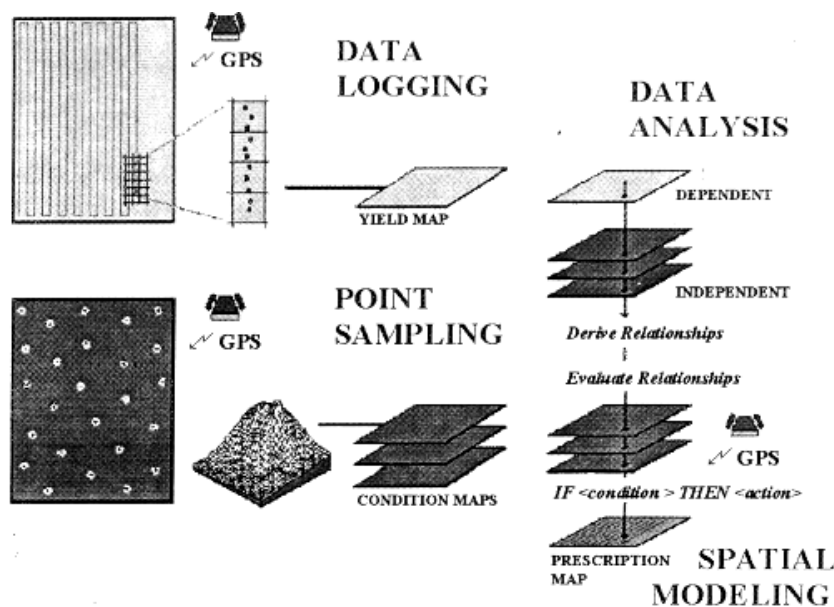 GPS
DATA
LOGGING
YIELD MAP
GPS
POINT
SAMPLING
CONDITION MAPS
DATA
ANALYSIS
DEPENDENT
INDEPENDENT
Derive Relationships
Evaluate Relationships
GPS
IF <condition > THEN <action>
PRESCRIPTION
MAP
SPATIAL
MODELING